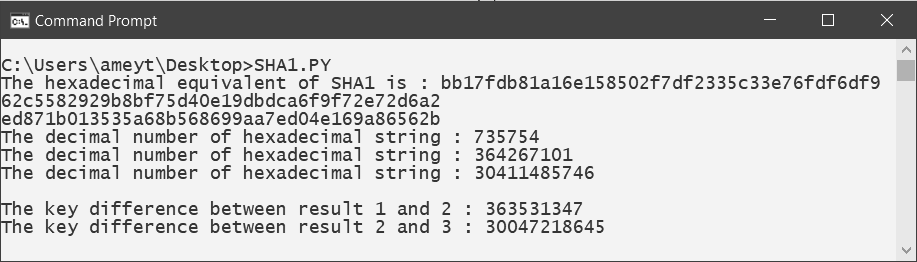 Command Prompt
C:\Users\ameyt\Desktop>SHA1.PY
The hexadecimal equivalent of SHA1 is : bb17fdb81a16e158502f7df2335c33e76fdf6df9
62c5582929b8bf75d40e19dbdca6f9f72e72d6a2
ed871b013535a68b568699aa7ed04e169a86562b
The decimal number of hexadecimal string : 735754
The decimal number of hexadecimal string : 364267101
The decimal number of hexadecimal string : 30411485746
The key difference between result 1 and 2 : 363531347
The key difference between result 2 and 3 : 30047218645